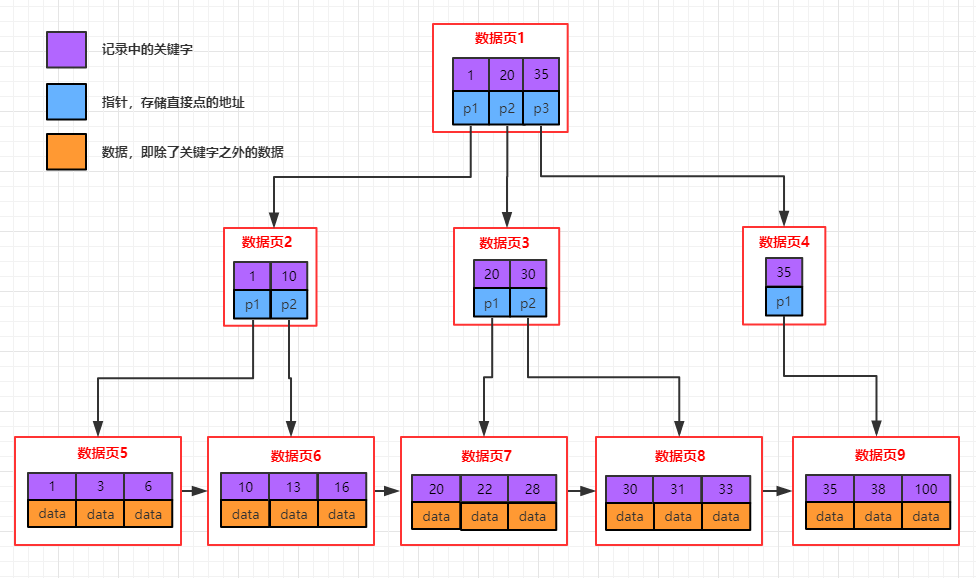 记录中的关键字
指针，存储直接点的地址
数据，即除了关键字之外的数据
数据页1
1 20 35
p1 p2 p3
数据页2
1 10
p1 p2
数据页3
20 30
p1 p2
数据页4
35
p1
数据页5
1 3 6
data data data
数据页6
10 13 16
data data data
数据页7
20 22 28
data data data
数据页8
30 31 33
data data data
数据页9
35 38 100
data data data